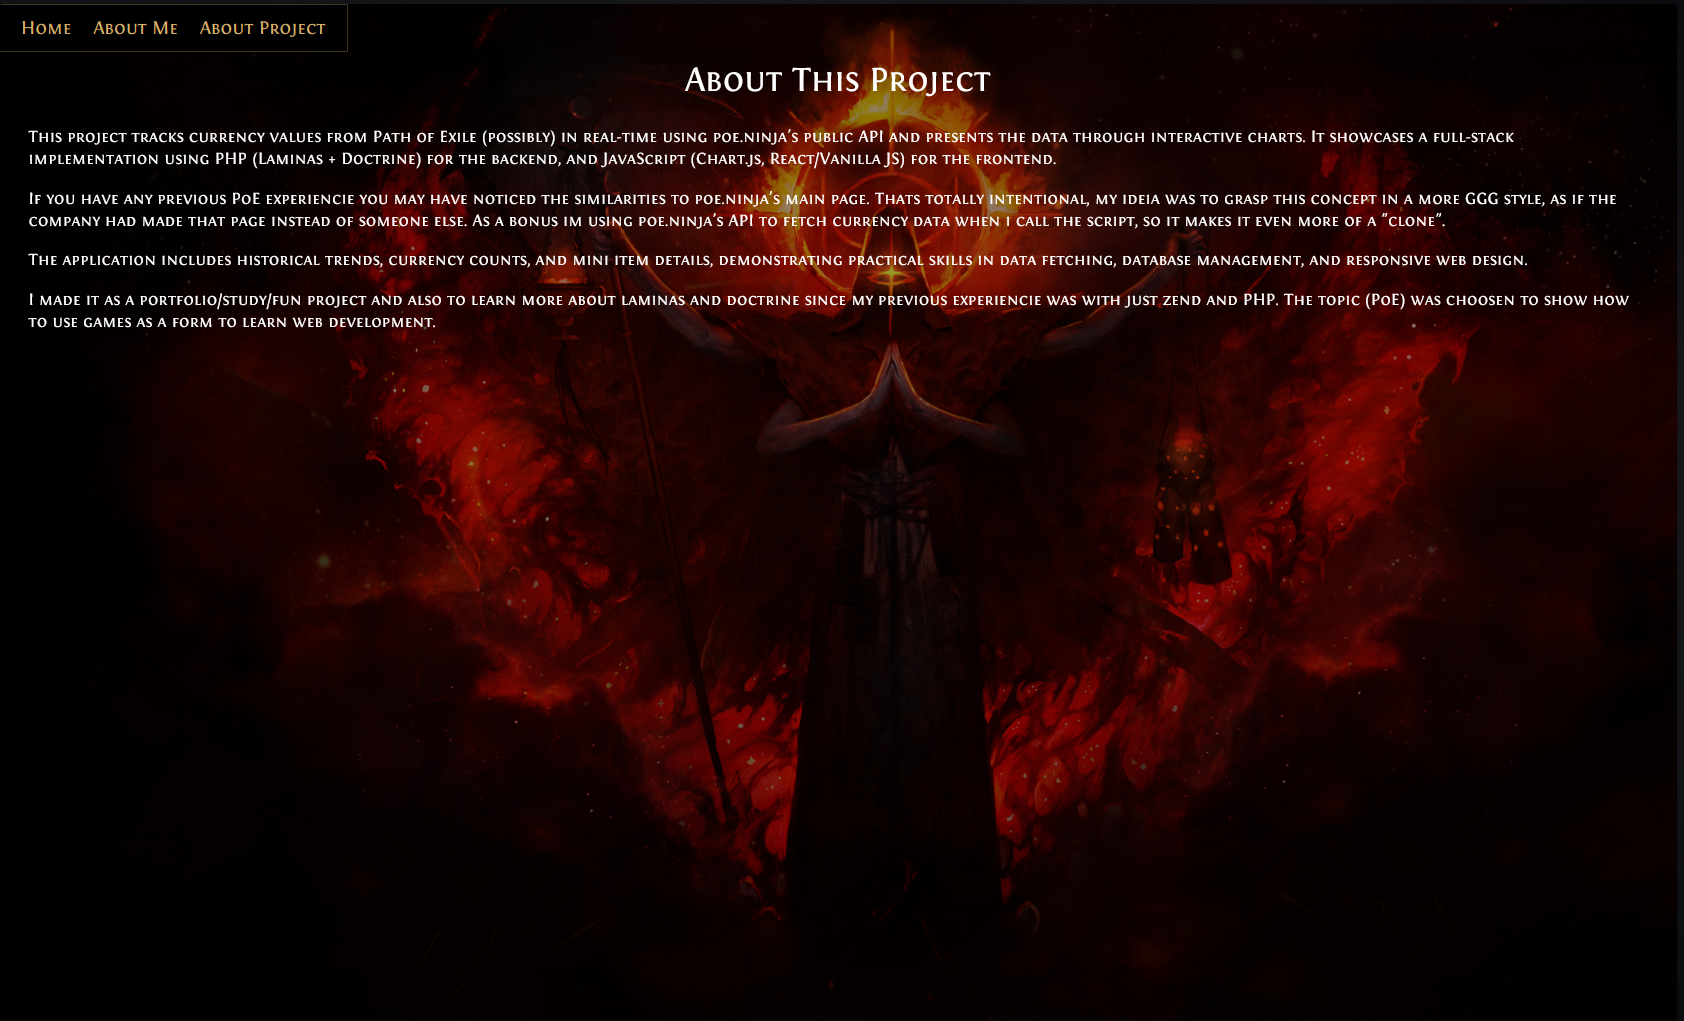 Home About Me About Project
About This Project
This project tracks currency values from Path of Exile (possibly) in real-time using poe.ninja's public API and presents the data through interactive charts. It showcases a full-stack
implementation using PHP (Laminas + Doctrine) for the backend, and JavaScript (Chart.js, React/Vanilla JS) for the frontend.
If you have any previous PoE experiencie you may have noticed the similarities to poe.ninja's main page. Thats totally intentional, my ideia was to grasp this concept in a more GGG style, as if the
company had made that page instead of someone else. As a bonus im using poe.ninja's API to fetch currency data when i call the script, so it makes it even more of a "clone".
The application includes historical trends, currency counts, and mini item details, demonstrating practical skills in data fetching, database management, and responsive web design.
I made it as a portfolio/study/fun project and also to learn more about laminas and doctrine since my previous experiencie was with just zend and PHP. The topic (PoE) was choosen to show how
to use games as a form to learn web development.